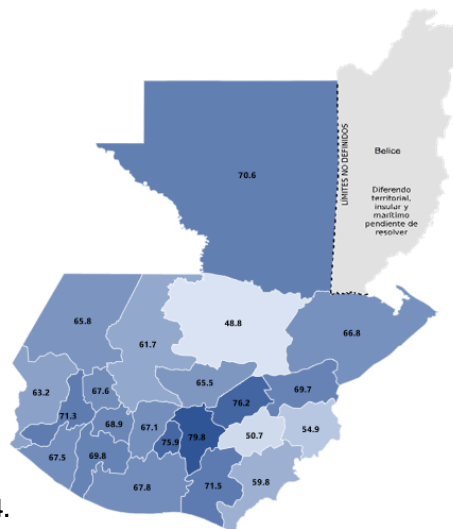 Belice
LÍMITES NO DEFINIDOS
Diferendo
territorial,
insular y
marítimo
pendiente de
resolver
70.6
65.8
61.7
48.8
66.8
63.2
67.6
65.5
76.2
69.7
71.3
68.9
67.1
75.9
79.8
50.7
54.9
67.5
69.8
67.8
71.5
59.8